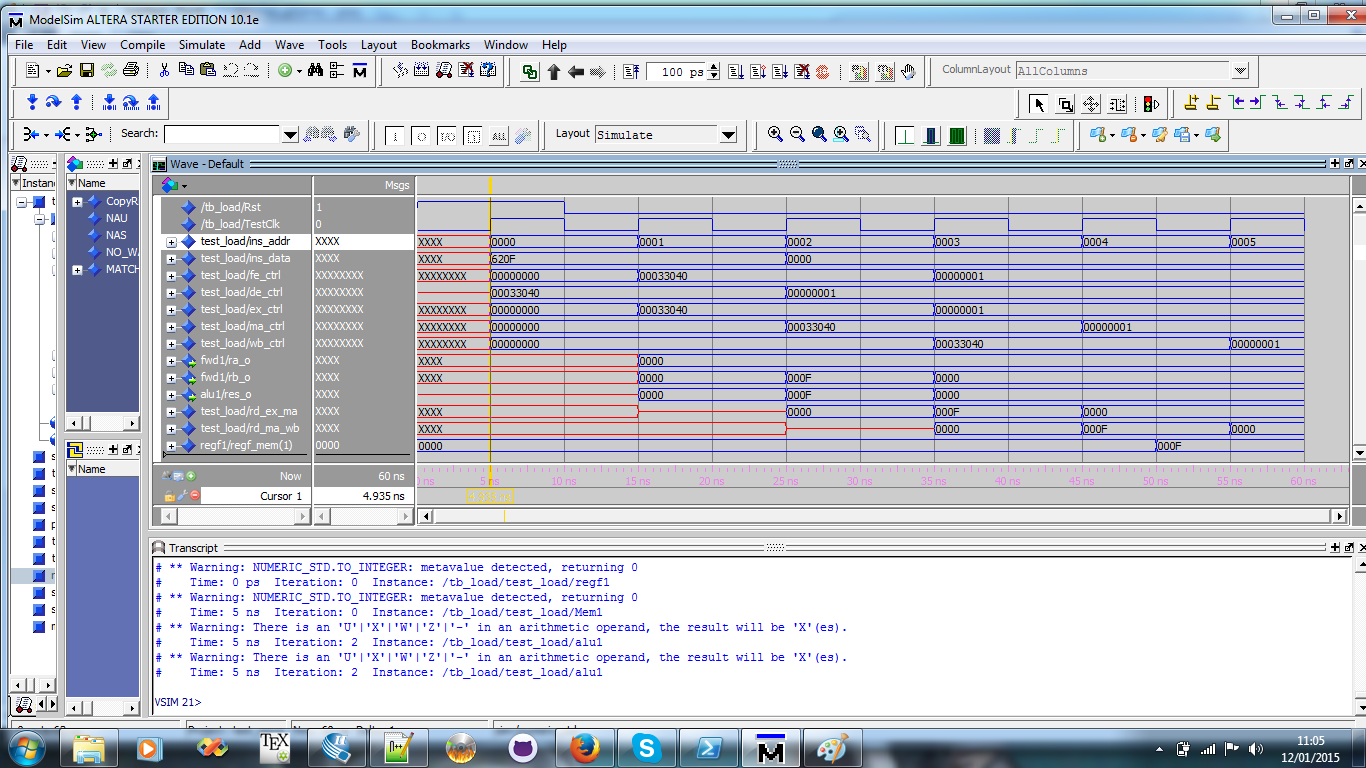 ModelSim ALTERA STARTER EDITION 10.1e
File Edit View Compile Simulate Add Wave Tools Layout Bookmarks Window Help
100 ps
ColumnLayout AllColumns
Search:
Layout Simulate
Wave - Default
Instan
Name
Msgs
CopyR
NAU
NAS
NO_WA
MATCH
Name
/tb_load/Rst 1
/tb_load/TestClk 0
test_load/ins_addr XXXX XXXX 0000 0001 0002 0003 0004 0005
test_load/ins_data XXXX XXXX 620F 0000
test_load/fe_ctrl XXXXXXXX XXXXXXXX 00000000 00033040 00000001
test_load/de_ctrl XXXXXXXX 00033040 00000001
test_load/ex_ctrl XXXXXXXX XXXXXXXX 00000000 00033040 00000001
test_load/ma_ctrl XXXXXXXX XXXXXXXX 00000000 00033040 00000001
test_load/wb_ctrl XXXXXXXX XXXXXXXX 00000000 00033040 00000001
fwd1/ra_o XXXX XXXX 0000
fwd1/rb_o XXXX XXXX 0000 000F 0000
alu1/res_o XXXX 0000 000F 0000
test_load/rd_ex_ma XXXX XXXX 0000 000F 0000
test_load/rd_ma_wb XXXX XXXX 0000 000F 0000
regf1/regf_mem(1) 0000 0000 000F
Now 60 ns ns 5 ns 10 ns 15 ns 20 ns 25 ns 30 ns 35 ns 40 ns 45 ns 50 ns 55 ns 60 ns
Cursor 1 4.935 ns 4.935 ns
Transcript
# ** Warning: NUMERIC_STD.TO_INTEGER: metavalue detected, returning 0
# Time: 0 ps Iteration: 0 Instance: /tb_load/test_load/regf1
# ** Warning: NUMERIC_STD.TO_INTEGER: metavalue detected, returning 0
# Time: 5 ns Iteration: 0 Instance: /tb_load/test_load/Mem1
# ** Warning: There is an 'U'|'X'|'W'|'Z'|'-' in an arithmetic operand, the result will be 'X'(es).
# Time: 5 ns Iteration: 2 Instance: /tb_load/test_load/alu1
# ** Warning: There is an 'U'|'X'|'W'|'Z'|'-' in an arithmetic operand, the result will be 'X'(es).
# Time: 5 ns Iteration: 2 Instance: /tb_load/test_load/alu1
VSIM 21>
11:05
12/01/2015